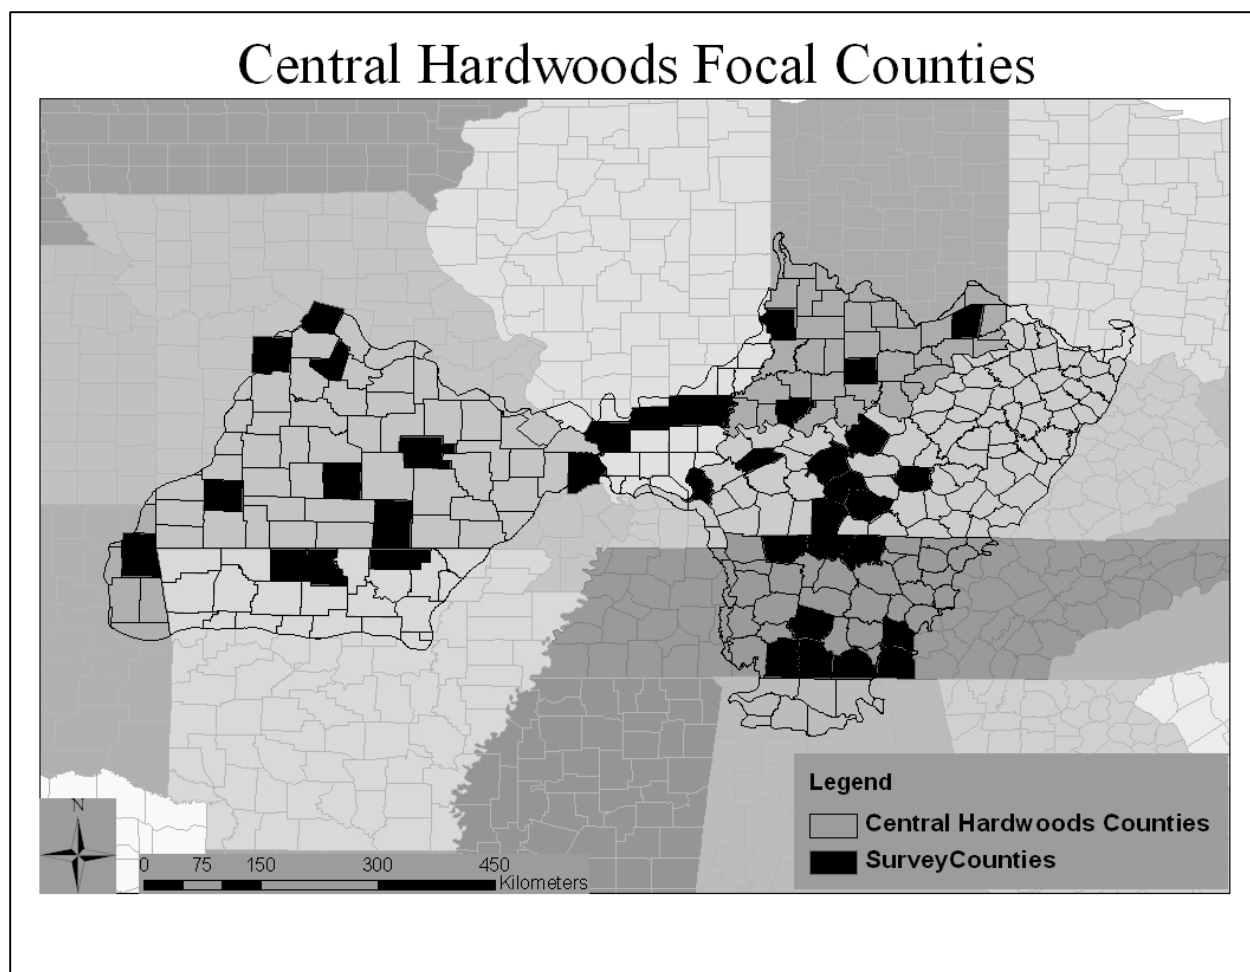 Central Hardwoods Focal Counties
Legend
Central Hardwoods Counties
SurveyCounties
N
0 75 150 300 450
Kilometers